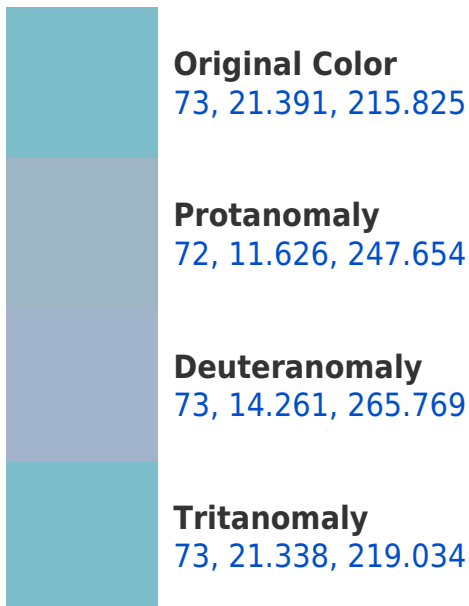 Original Color
73, 21.391, 215.825
Protanomaly
72, 11.626, 247.654
Deuteranomaly
73, 14.261, 265.769
Tritanomaly
73, 21.338, 219.034